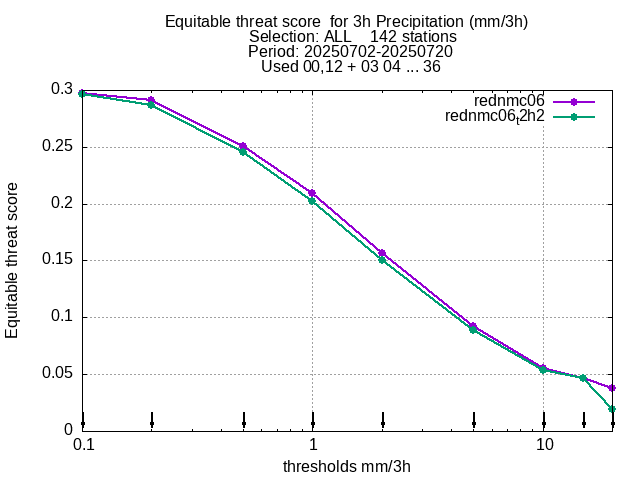 Equitable threat score  for 3h Precipitation (mm/3h)
Selection: ALL    142 stations
Period: 20250702-20250720
Used 00,12 + 03 04 ... 36
rednmc06
rednmc06_t2h2
Equitable threat score
0.3
0.25
0.2
0.15
0.1
0.05
0
0.1 1 10
thresholds mm/3h